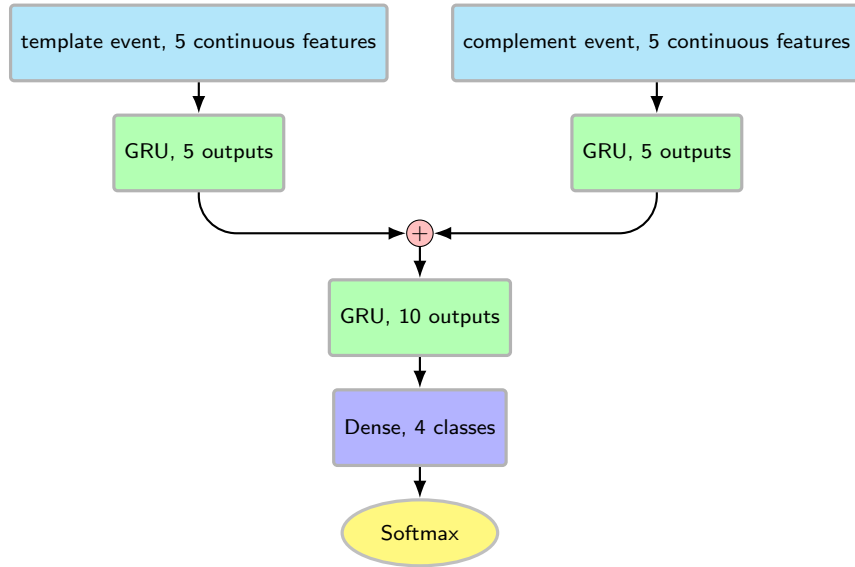 template event, 5 continuous features
complement event, 5 continuous features
GRU, 5 outputs
GRU, 5 outputs
+
GRU, 10 outputs
Dense, 4 classes
Softmax